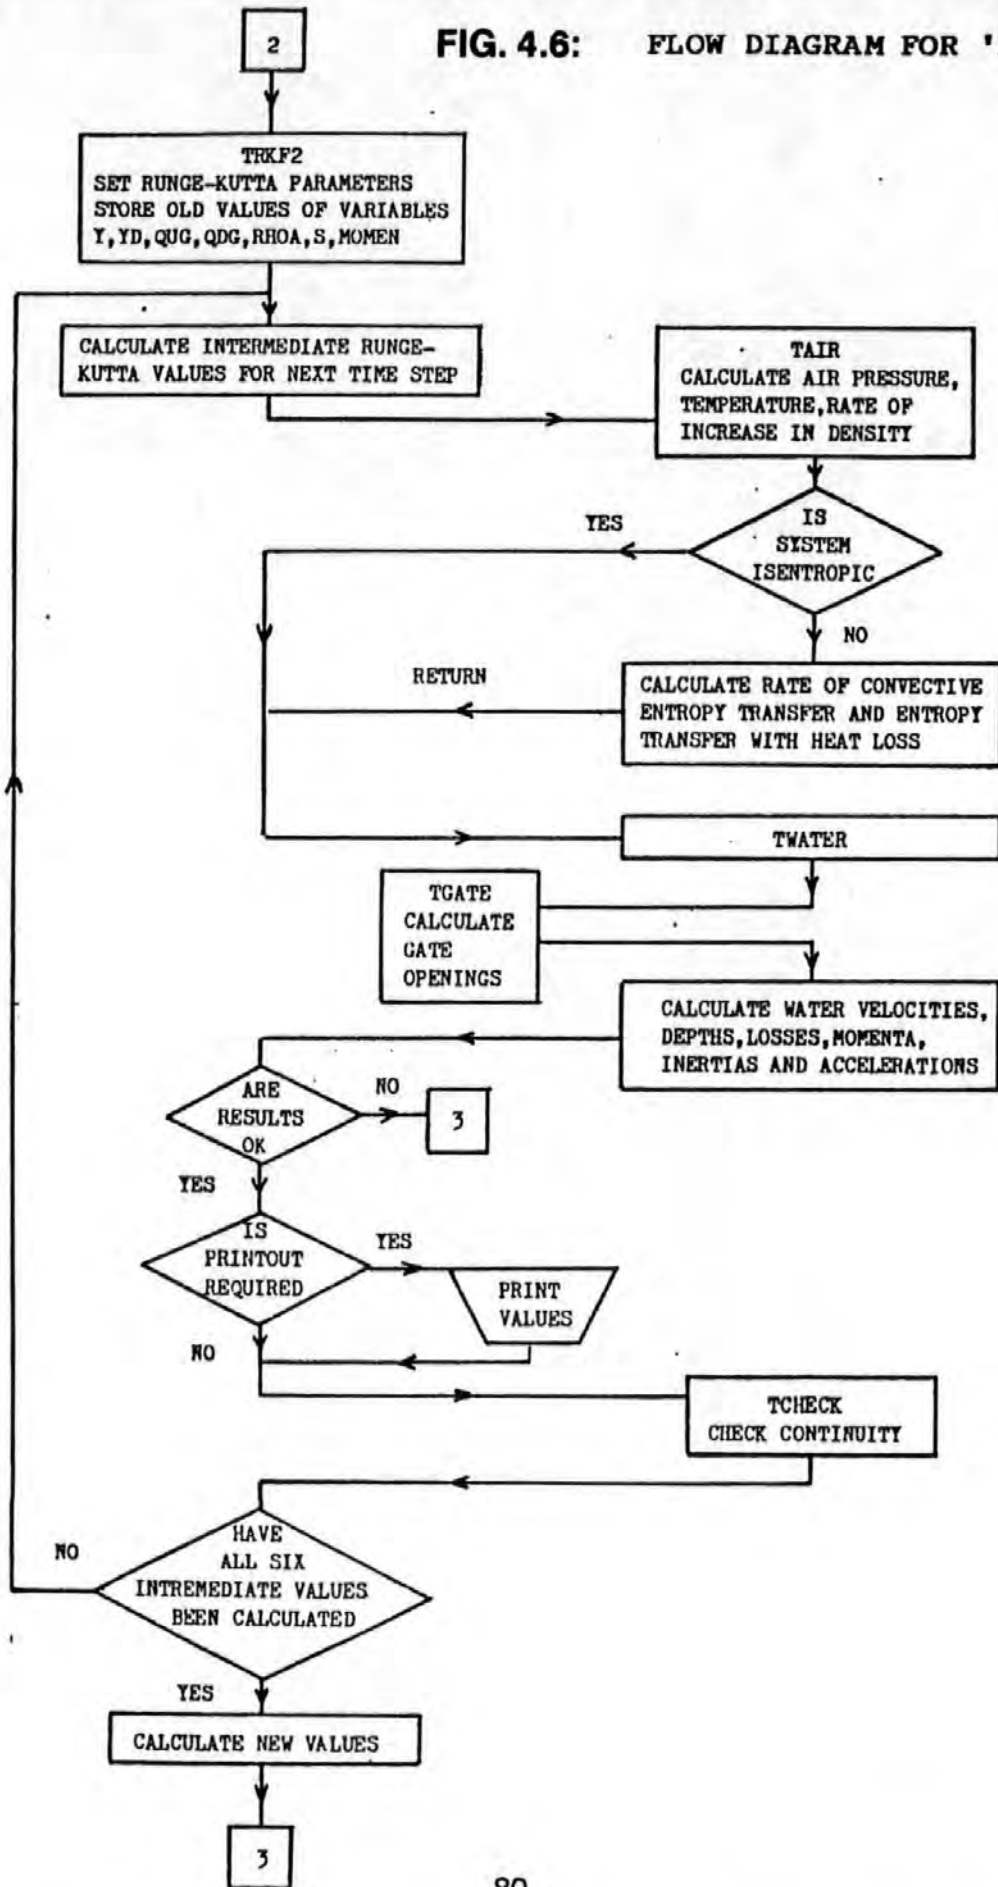 FIG. 4.6: FLOW DIAGRAM FOR '
2
TRKF2
SET RUNGE-KUTTA PARAMETERS
STORE OLD VALUES OF VARIABLES
Y,YD,QUG,QDG,RHOA,S,MOMEN
CALCULATE INTERMEDIATE RUNGE-
KUTTA VALUES FOR NEXT TIME STEP
TAIR
CALCULATE AIR PRESSURE,
TEMPERATURE,RATE OF
INCREASE IN DENSITY
IS
SYSTEM
ISENTROPIC
YES
NO
CALCULATE RATE OF CONVECTIVE
ENTROPY TRANSFER AND ENTROPY
TRANSFER WITH HEAT LOSS
RETURN
TWATER
TGATE
CALCULATE
GATE
OPENINGS
CALCULATE WATER VELOCITIES,
DEPTHS,LOSSES,MOMENTA,
INERTIAS AND ACCELERATIONS
ARE
RESULTS
OK
NO
3
YES
IS
PRINTOUT
REQUIRED
YES
PRINT
VALUES
NO
TCHECK
CHECK CONTINUITY
HAVE
ALL SIX
INTREMEDIATE VALUES
BEEN CALCULATED
NO
YES
CALCULATE NEW VALUES
3